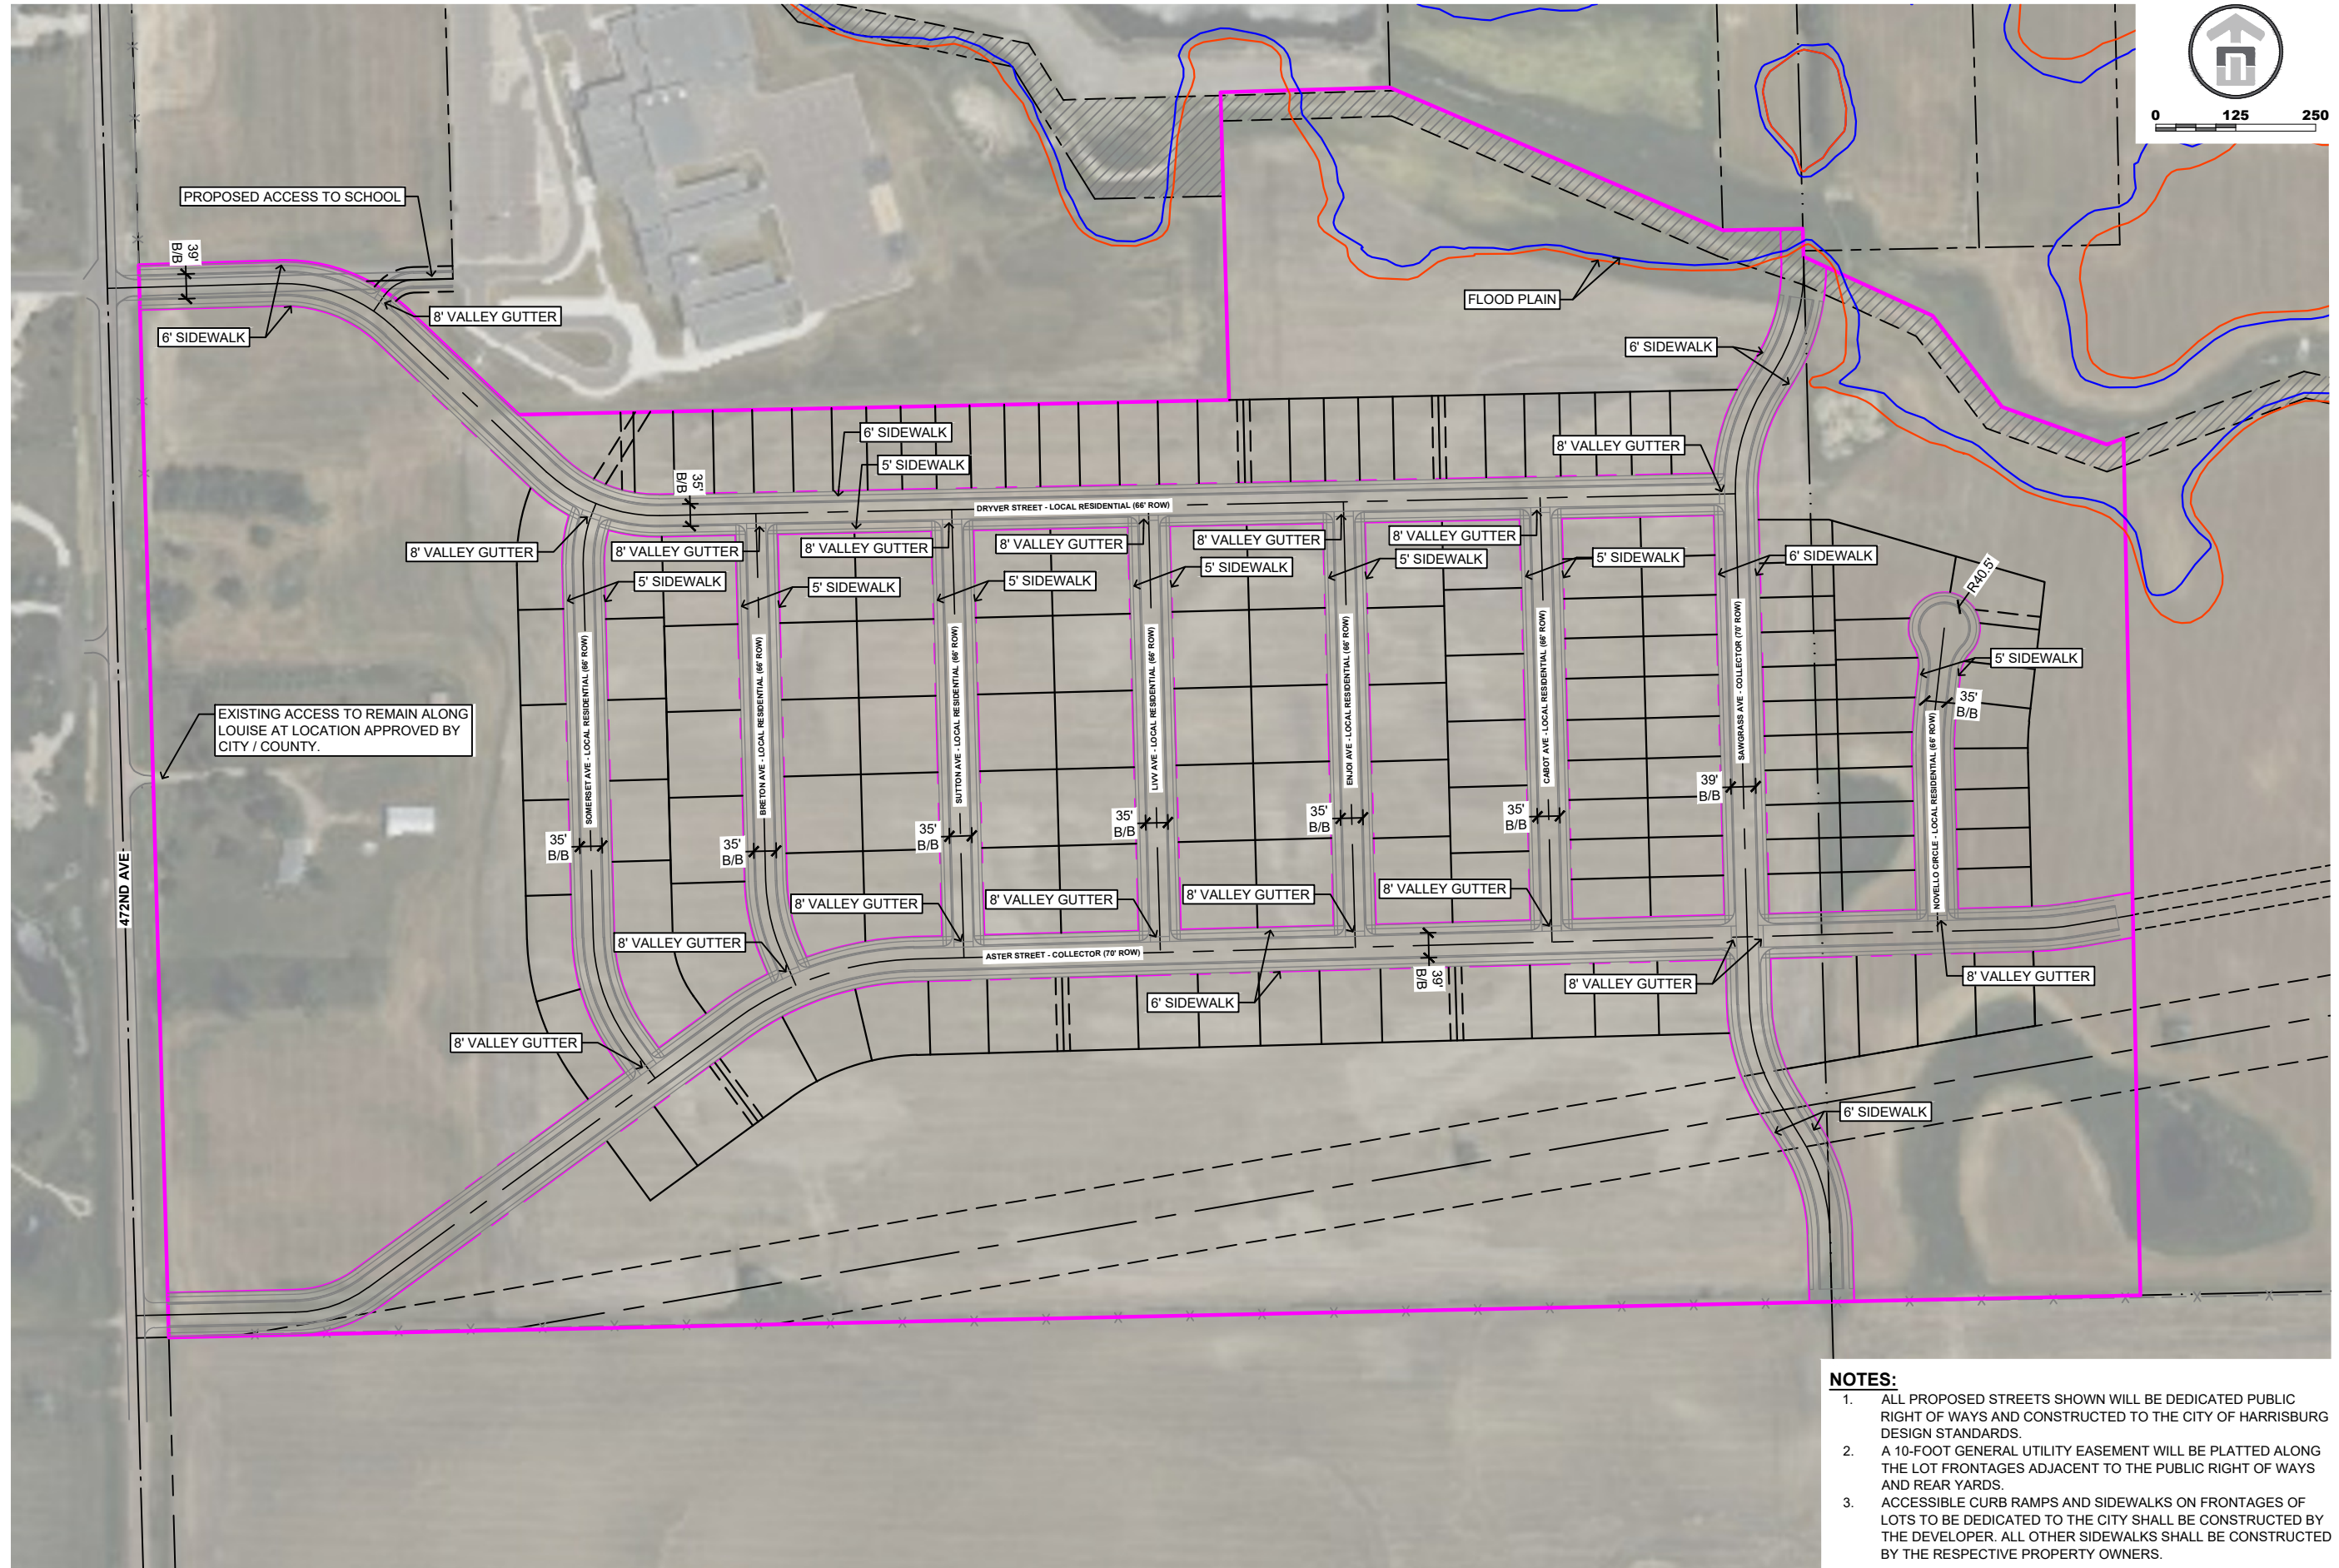 0 125 250
PROPOSED ACCESS TO SCHOOL
39'
B/B
8' VALLEY GUTTER
6' SIDEWALK
FLOOD PLAIN
6' SIDEWALK
6' SIDEWALK
5' SIDEWALK
8' VALLEY GUTTER
35'
B/B
DRYVER STREET - LOCAL RESIDENTIAL (66' ROW)
8' VALLEY GUTTER
8' VALLEY GUTTER
8' VALLEY GUTTER
8' VALLEY GUTTER
8' VALLEY GUTTER
8' VALLEY GUTTER
5' SIDEWALK
5' SIDEWALK
5' SIDEWALK
5' SIDEWALK
5' SIDEWALK
5' SIDEWALK
6' SIDEWALK
R40.5'
5' SIDEWALK
35'
B/B
EXISTING ACCESS TO REMAIN ALONG
LOUISE AT LOCATION APPROVED BY
CITY / COUNTY.
472ND AVE
SOMERSET AVE - LOCAL RESIDENTIAL (66' ROW)
BRETON AVE - LOCAL RESIDENTIAL (66' ROW)
SUTTON AVE - LOCAL RESIDENTIAL (66' ROW)
LIVV AVE - LOCAL RESIDENTIAL (66' ROW)
ENJOI AVE - LOCAL RESIDENTIAL (66' ROW)
CABOT AVE - LOCAL RESIDENTIAL (66' ROW)
SAWGRASS AVE - COLLECTOR (70' ROW)
NOVELLO CIRCLE - LOCAL RESIDENTIAL (66' ROW)
35'
B/B
35'
B/B
35'
B/B
35'
B/B
35'
B/B
35'
B/B
39'
B/B
8' VALLEY GUTTER
8' VALLEY GUTTER
8' VALLEY GUTTER
8' VALLEY GUTTER
8' VALLEY GUTTER
ASTER STREET - COLLECTOR (70' ROW)
39'
B/B
6' SIDEWALK
8' VALLEY GUTTER
8' VALLEY GUTTER
8' VALLEY GUTTER
6' SIDEWALK
NOTES:
1. ALL PROPOSED STREETS SHOWN WILL BE DEDICATED PUBLIC
RIGHT OF WAYS AND CONSTRUCTED TO THE CITY OF HARRISBURG
DESIGN STANDARDS.
2. A 10-FOOT GENERAL UTILITY EASEMENT WILL BE PLATTED ALONG
THE LOT FRONTAGES ADJACENT TO THE PUBLIC RIGHT OF WAYS
AND REAR YARDS.
3. ACCESSIBLE CURB RAMPS AND SIDEWALKS ON FRONTAGES OF
LOTS TO BE DEDICATED TO THE CITY SHALL BE CONSTRUCTED BY
THE DEVELOPER. ALL OTHER SIDEWALKS SHALL BE CONSTRUCTED
BY THE RESPECTIVE PROPERTY OWNERS.